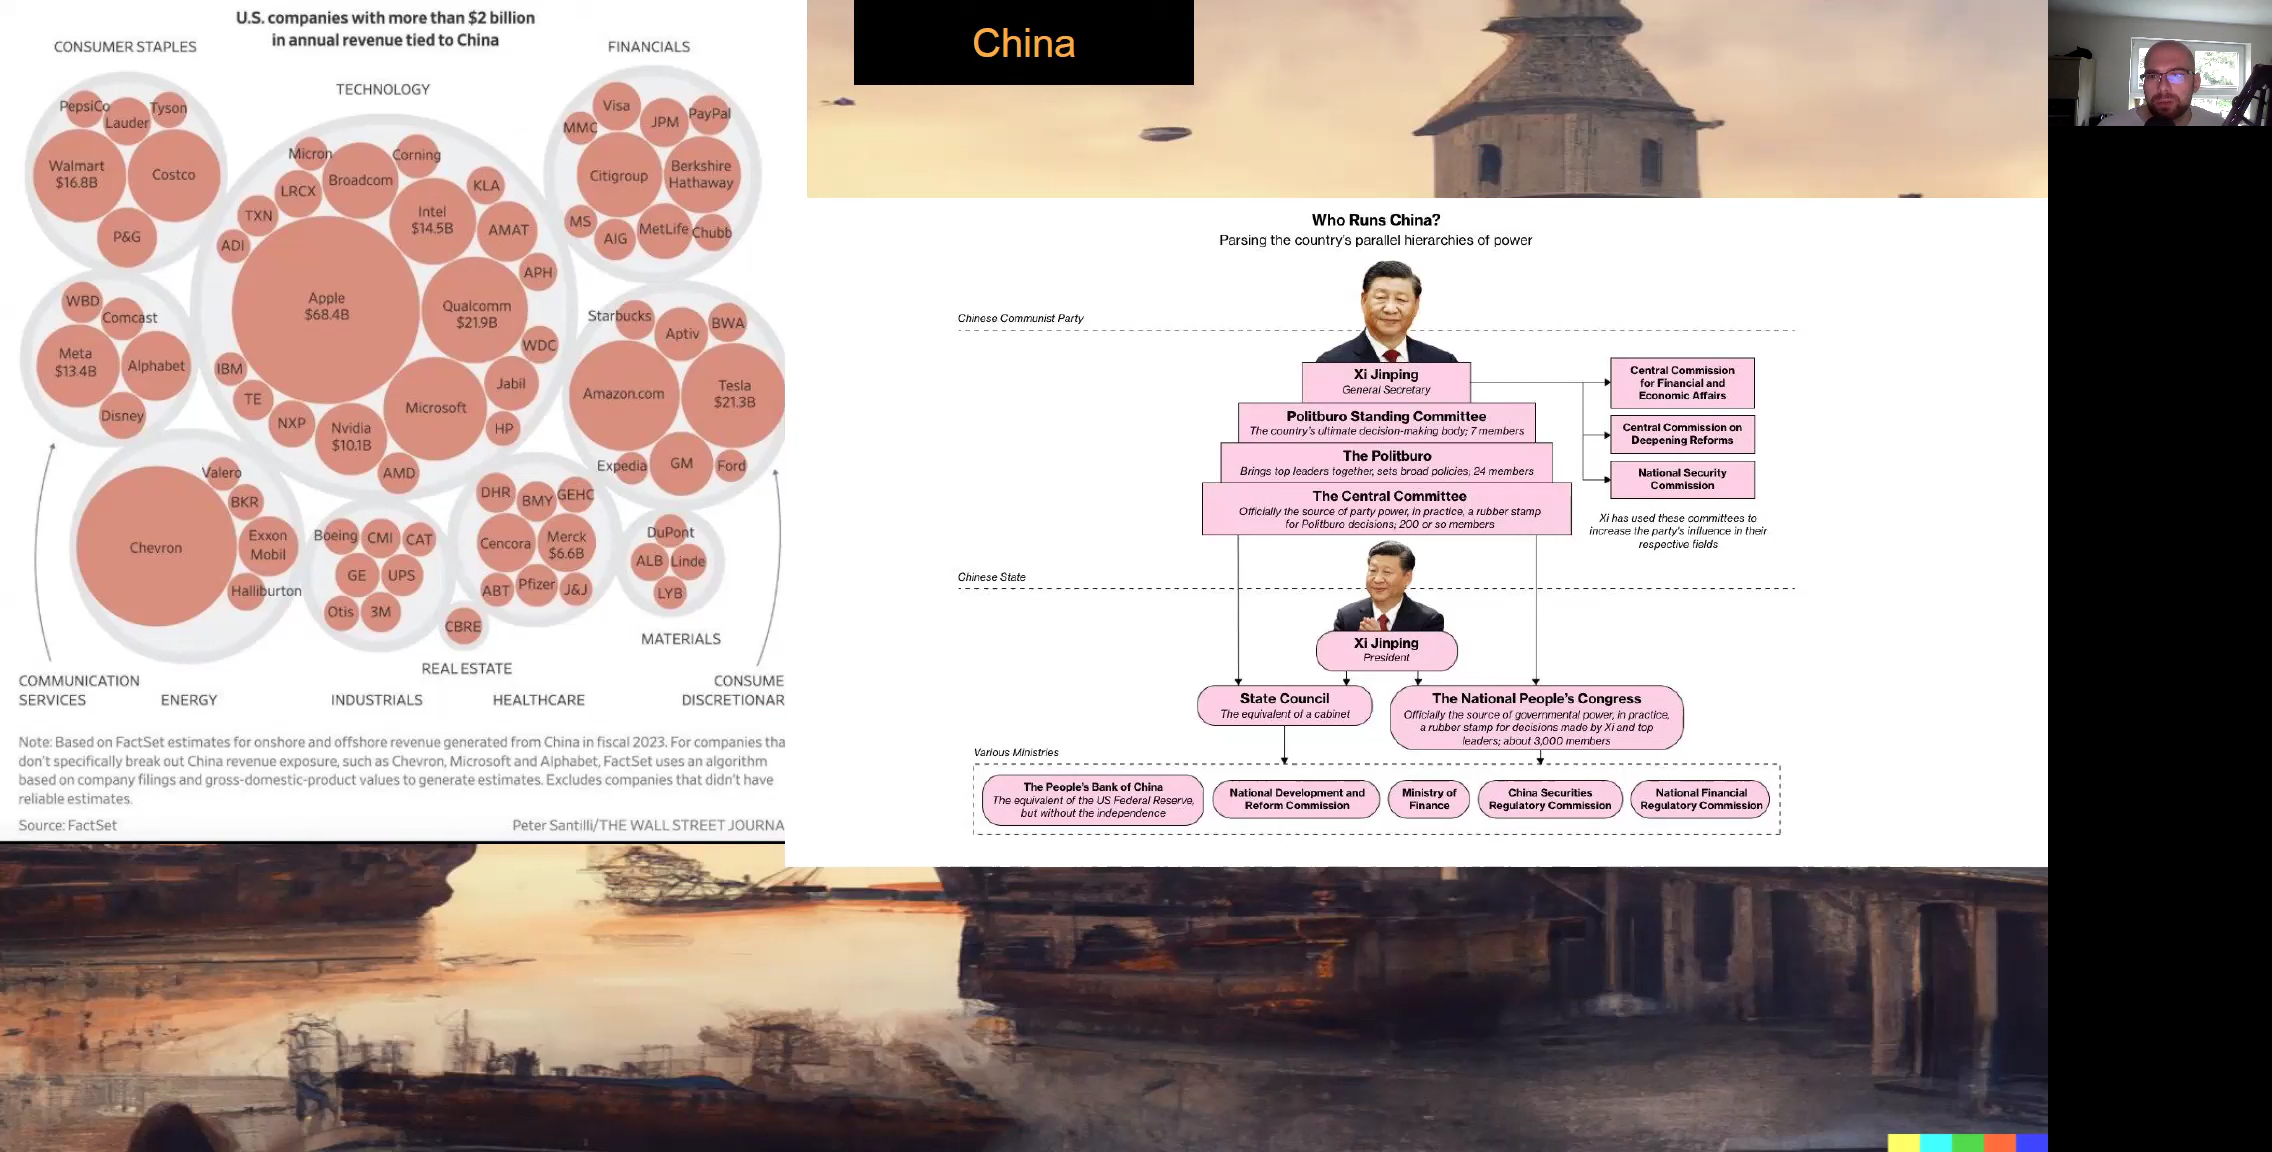 U.S. companies with more than $2 billion
in annual revenue tied to China
CONSUMER STAPLES
PepsiCo
Lauder
Tyson
Walmart
$16.8B
Costco
P&G
TECHNOLOGY
Micron
Corning
LRCX
Broadcom
KLA
TXN
Intel
$14.5B
AMAT
ADI
APH
Apple
$68.4B
Qualcomm
$21.9B
WDC
IBM
TE
NXP
Nvidia
$10.1B
Microsoft
Jabil
HP
AMD
FINANCIALS
Visa
MMC
JPM
PayPal
Citigroup
Berkshire
Hathaway
MS
AIG
MetLife
Chubb
WBD
Comcast
Meta
$13.4B
Alphabet
Disney
Starbucks
Aptiv
BWA
Amazon.com
Tesla
$21.3B
Expedia
GM
Ford
Valero
BKR
Chevron
Exxon
Mobil
Halliburton
Boeing
CMI
CAT
GE
UPS
Otis
3M
DHR
BMY
GEHC
Cencora
Merck
$6.6B
ABT
Pfizer
J&J
CBRE
DuPont
ALB
Linde
LYB
MATERIALS
REAL ESTATE
COMMUNICATION
SERVICES
ENERGY
INDUSTRIALS
HEALTHCARE
CONSUME
DISCRETIONAR
Note: Based on FactSet estimates for onshore and offshore revenue generated from China in fiscal 2023. For companies tha
don't specifically break out China revenue exposure, such as Chevron, Microsoft and Alphabet, FactSet uses an algorithm
based on company filings and gross-domestic-product values to generate estimates. Excludes companies that didn't have
reliable estimates.
Source: FactSet
Peter Santilli/THE WALL STREET JOURNA
China
Who Runs China?
Parsing the country's parallel hierarchies of power
Chinese Communist Party
Xi Jinping
General Secretary
Politburo Standing Committee
The country's ultimate decision-making body; 7 members
The Politburo
Brings top leaders together, sets broad policies; 24 members
The Central Committee
Officially the source of party power, in practice, a rubber stamp
for Politburo decisions; 200 or so members
Central Commission
for Financial and
Economic Affairs
Central Commission on
Deepening Reforms
National Security
Commission
Xi has used these committees to
increase the party's influence in their
respective fields
Chinese State
Xi Jinping
President
State Council
The equivalent of a cabinet
The National People's Congress
Officially the source of governmental power, in practice,
a rubber stamp for decisions made by Xi and top
leaders; about 3,000 members
Various Ministries
The People's Bank of China
The equivalent of the US Federal Reserve,
but without the independence
National Development and
Reform Commission
Ministry of
Finance
China Securities
Regulatory Commission
National Financial
Regulatory Commission